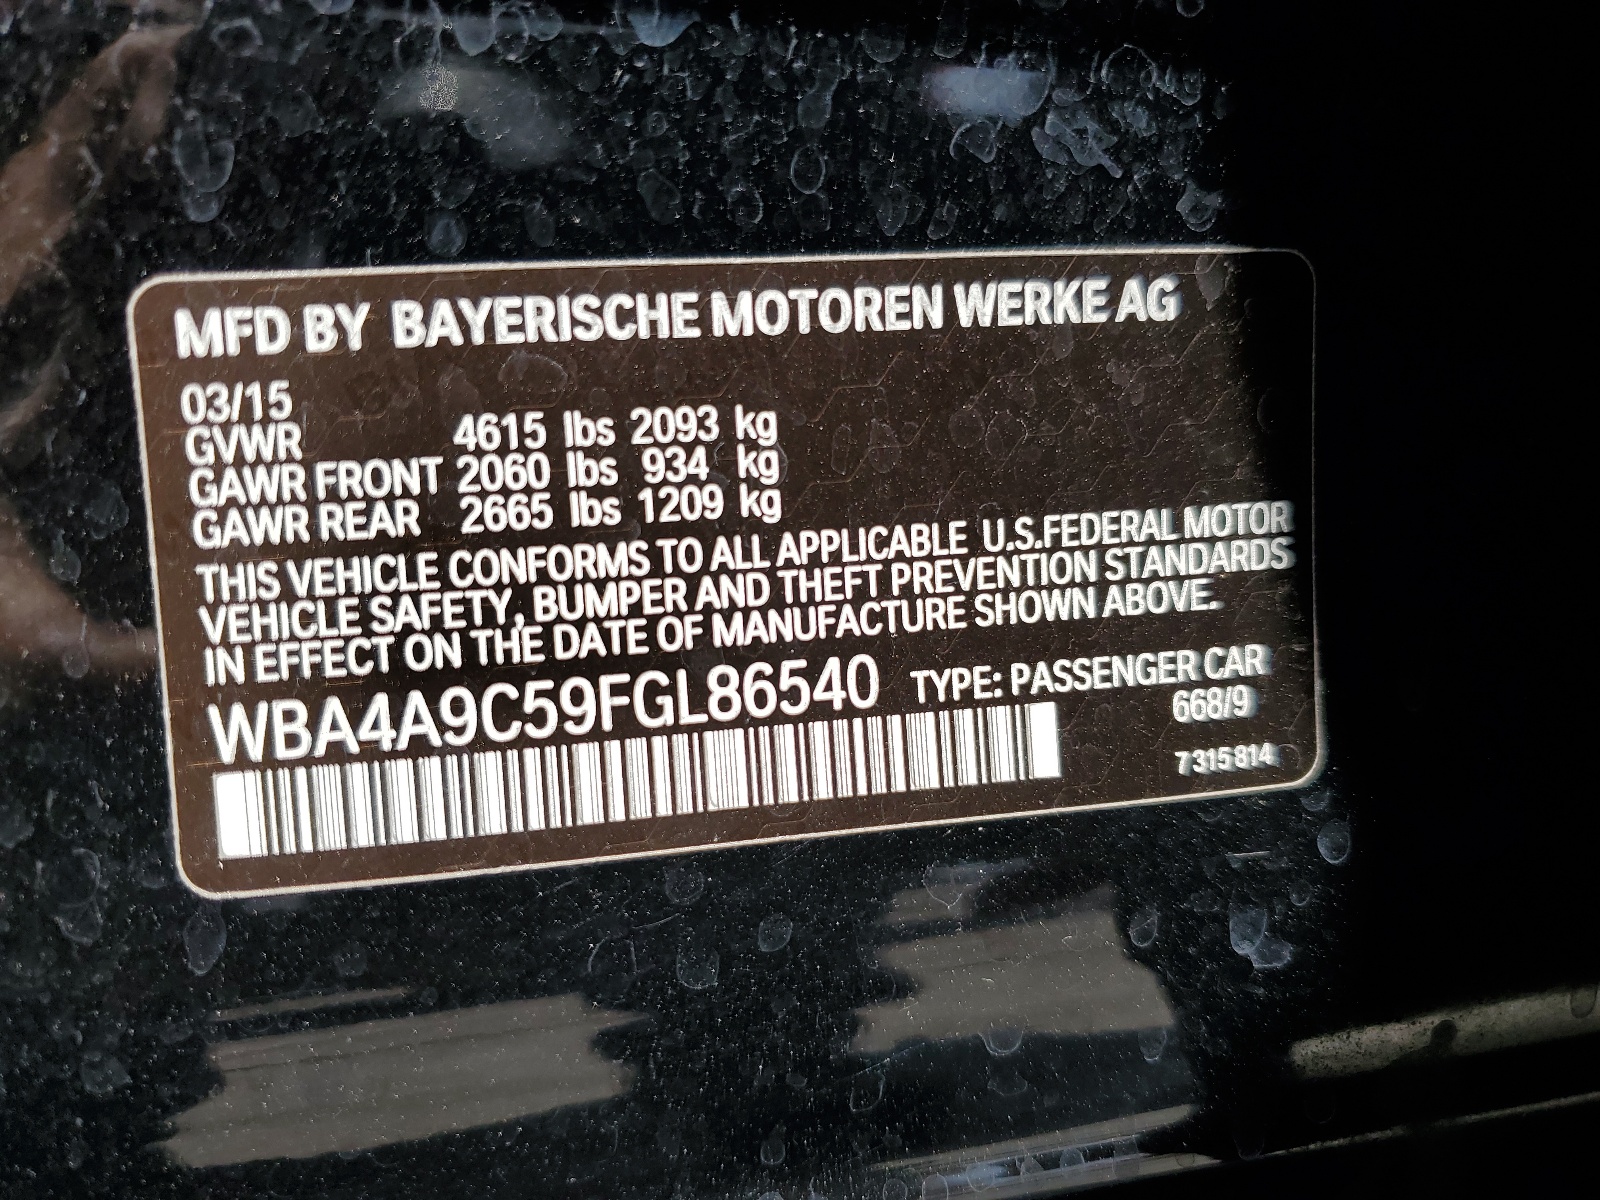 MFD BY BAYERISCHE MOTOREN WERKE AG
03/15
GVWR 4615 lbs 2093 kg
GAWR FRONT 2060 lbs 934 kg
GAWR REAR 2665 lbs 1209 kg
THIS VEHICLE CONFORMS TO ALL APPLICABLE U.S.FEDERAL MOTOR
VEHICLE SAFETY, BUMPER AND THEFT PREVENTION STANDARDS
IN EFFECT ON THE DATE OF MANUFACTURE SHOWN ABOVE.
WBA4A9C59FGL86540 TYPE: PASSENGER CAR
668/9
7315814